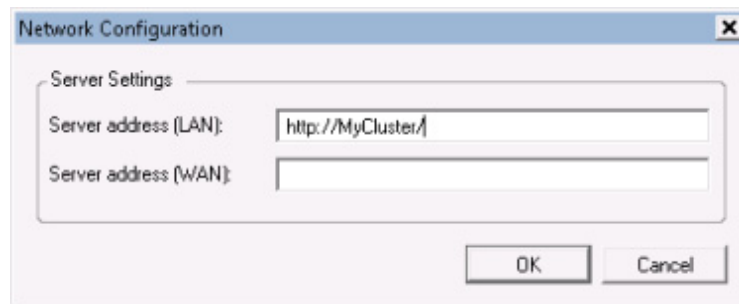 Network Configuration
Server Settings
Server address (LAN): http://MyCluster/
Server address (WAN):
OK Cancel